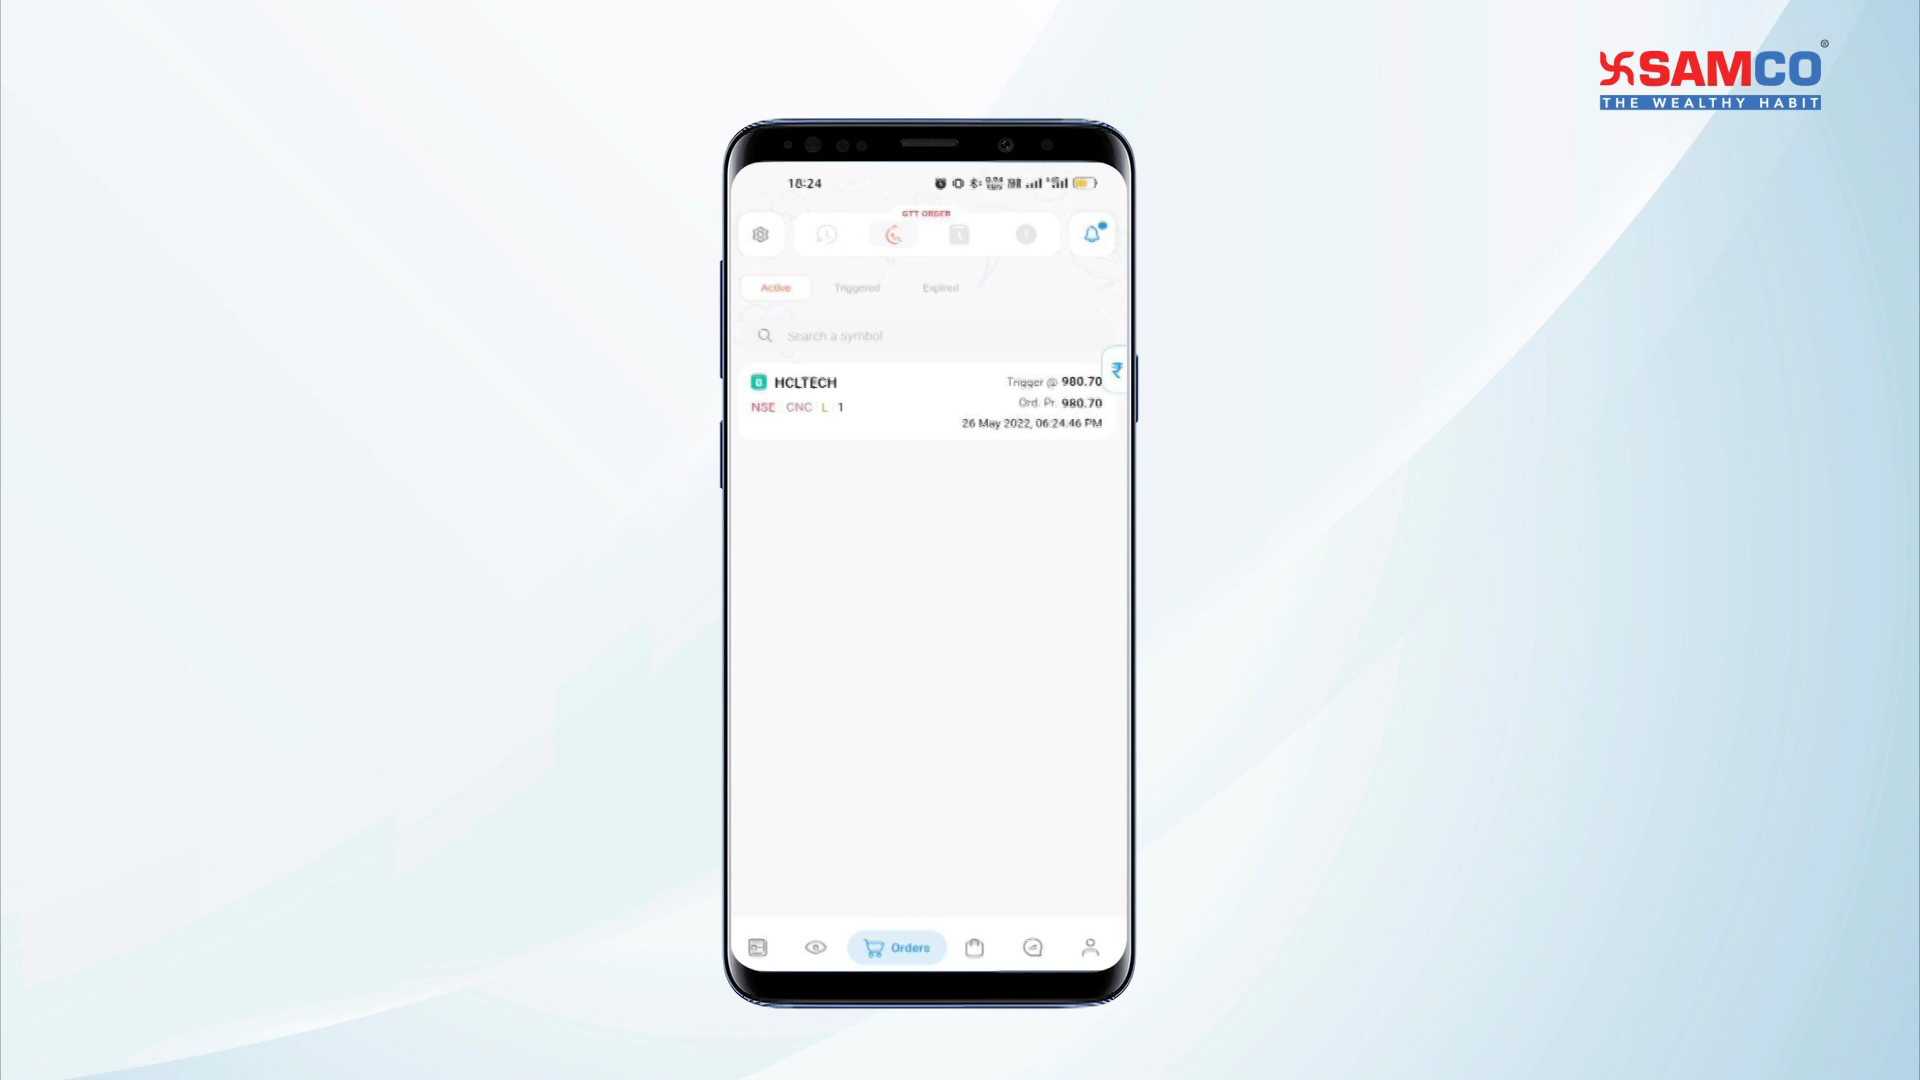 SAMCO®
THE WEALTHY HABIT
18:24
GTT ORDER
Active Triggered Expired
Search a symbol
B HCLTECH Trigger @ 980.70
NSE CNC L 1 Ord. Pr. 980.70
26 May 2022, 06:24:46 PM
Orders